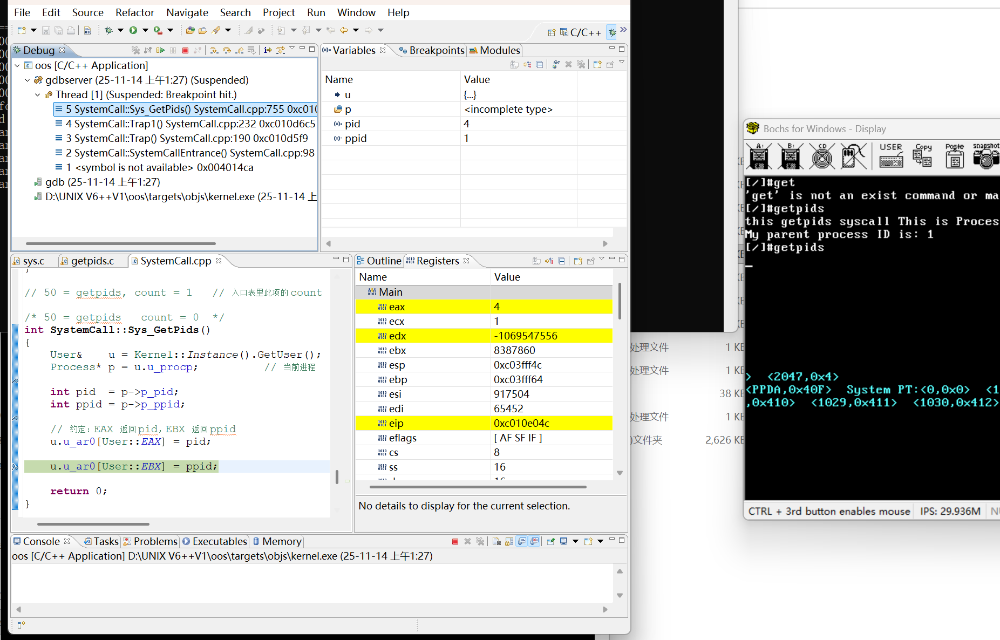 File Edit Source Refactor Navigate Search Project Run Window Help
C/C++
Debug
oos [C/C++ Application]
gdbserver (25-11-14 上午1:27) (Suspended)
Thread [1] (Suspended: Breakpoint hit.)
5 SystemCall::Sys_GetPids() SystemCall.cpp:755 0xc010
4 SystemCall::Trap1() SystemCall.cpp:232 0xc010d6c5
3 SystemCall::Trap() SystemCall.cpp:190 0xc010d5f9
2 SystemCall::SystemCallEntrance() SystemCall.cpp:98
1 <symbol is not available> 0x004014ca
gdb (25-11-14 上午1:27)
D:\UNIX V6++V1\oos\targets\objs\kernel.exe (25-11-14 上
Variables Breakpoints Modules
Name Value
u {...}
p <incomplete type>
pid 4
ppid 1
sys.c getpids.c SystemCall.cpp
}
// 50 = getpids, count = 1 // 入口表里此项的 count
/* 50 = getpids count = 0 */
int SystemCall::Sys_GetPids()
{
User& u = Kernel::Instance().GetUser();
Process* p = u.u_procp; // 当前进程
int pid = p->p_pid;
int ppid = p->p_ppid;
// 约定：EAX 返回 pid，EBX 返回 ppid
u.u_ar0[User::EAX] = pid;
u.u_ar0[User::EBX] = ppid;
return 0;
}
Outline Registers
Name Value
Main
eax 4
ecx 1
edx -1069547556
ebx 8387860
esp 0xc03fff4c
ebp 0xc03fff64
esi 917504
edi 65452
eip 0xc010e04c
eflags [ AF SF IF ]
cs 8
ss 16
No details to display for the current selection.
Console Tasks Problems Executables Memory
oos [C/C++ Application] D:\UNIX V6++V1\oos\targets\objs\kernel.exe (25-11-14 上午1:27)
处理文件 1 KE
处理文件 1 KE
38 KE
处理文件 1 KE
)文件夹 2,626 KE
Bochs for Windows - Display
A: B: CD USER Copy Paste snapshot
[/]#get
'get' is not an exist command or ma
[/]#getpids
this getpids syscall This is Proces
My parent process ID is: 1
[/]#getpids
> <2047,0x4>
<PPDA,0x40F> System PT:<0,0x0> <1
,0x410> <1029,0x411> <1030,0x412>
CTRL + 3rd button enables mouse IPS: 29.936M